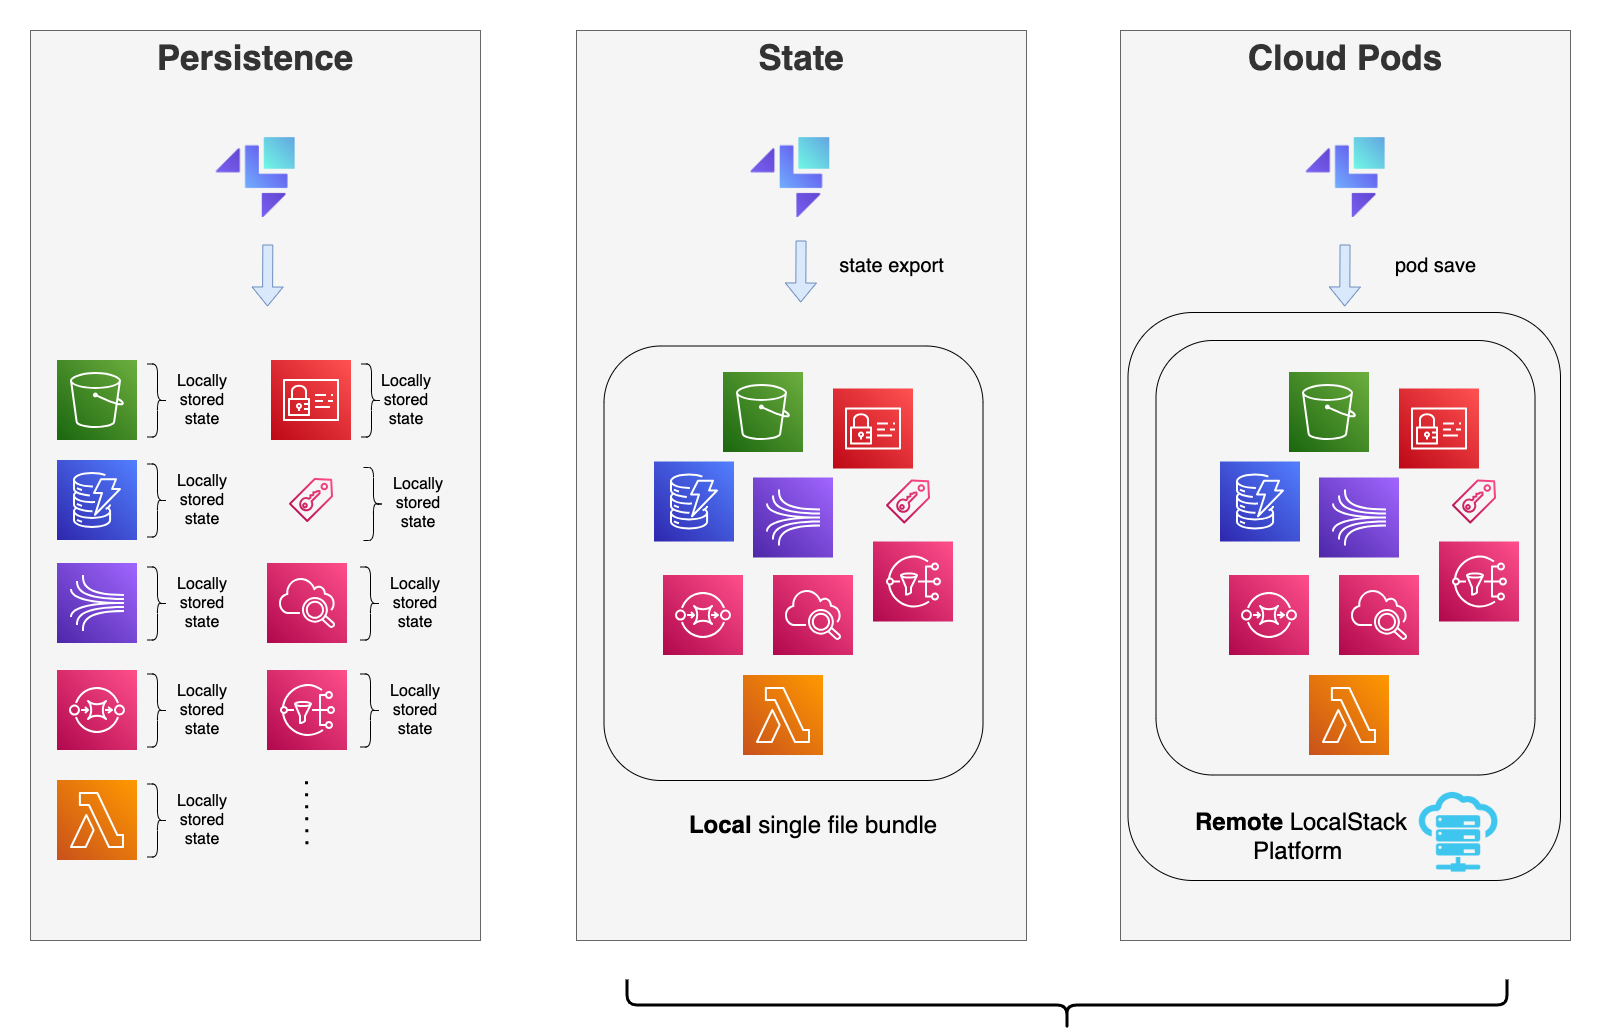 Persistence
Locally
stored
state
Locally
stored
state
Locally
stored
state
Locally
stored
state
Locally
stored
state
Locally
stored
state
Locally
stored
state
Locally
stored
state
Locally
stored
state
State
state export
Local single file bundle
Cloud Pods
pod save
Remote LocalStack
Platform